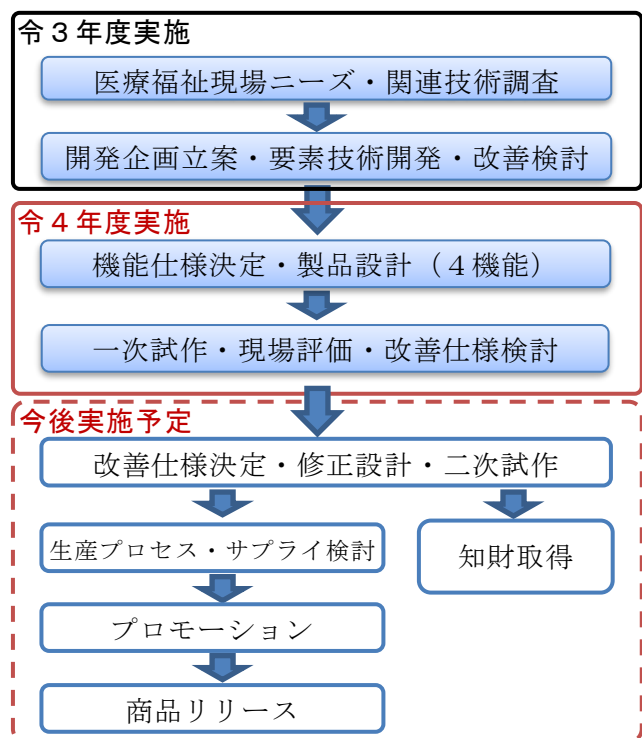 令３年度実施
医療福祉現場ニーズ・関連技術調査
開発企画立案・要素技術開発・改善検討
令４年度実施
機能仕様決定・製品設計（４機能）
一次試作・現場評価・改善仕様検討
今後実施予定
改善仕様決定・修正設計・二次試作
生産プロセス・サプライ検討
知財取得
プロモーション
商品リリース